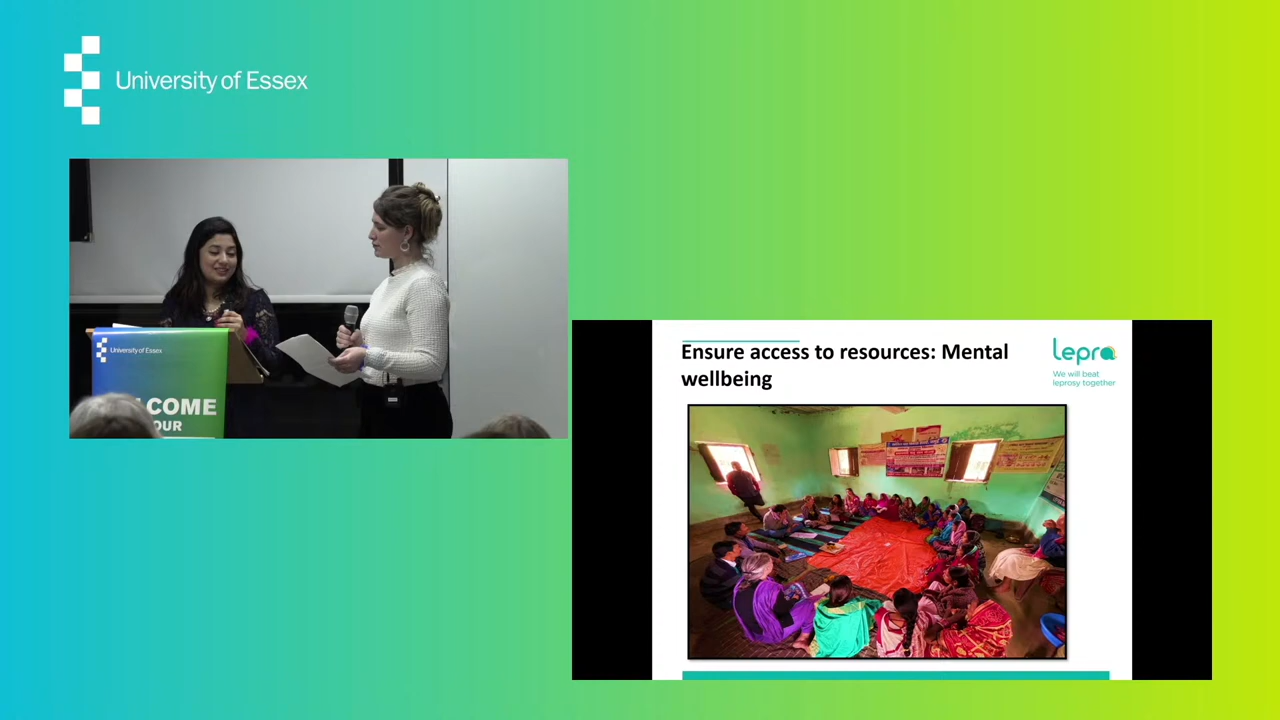 University of Essex
University of Essex
COME
OUR
Ensure access to resources: Mental
wellbeing
lepra
We will beat
leprosy together